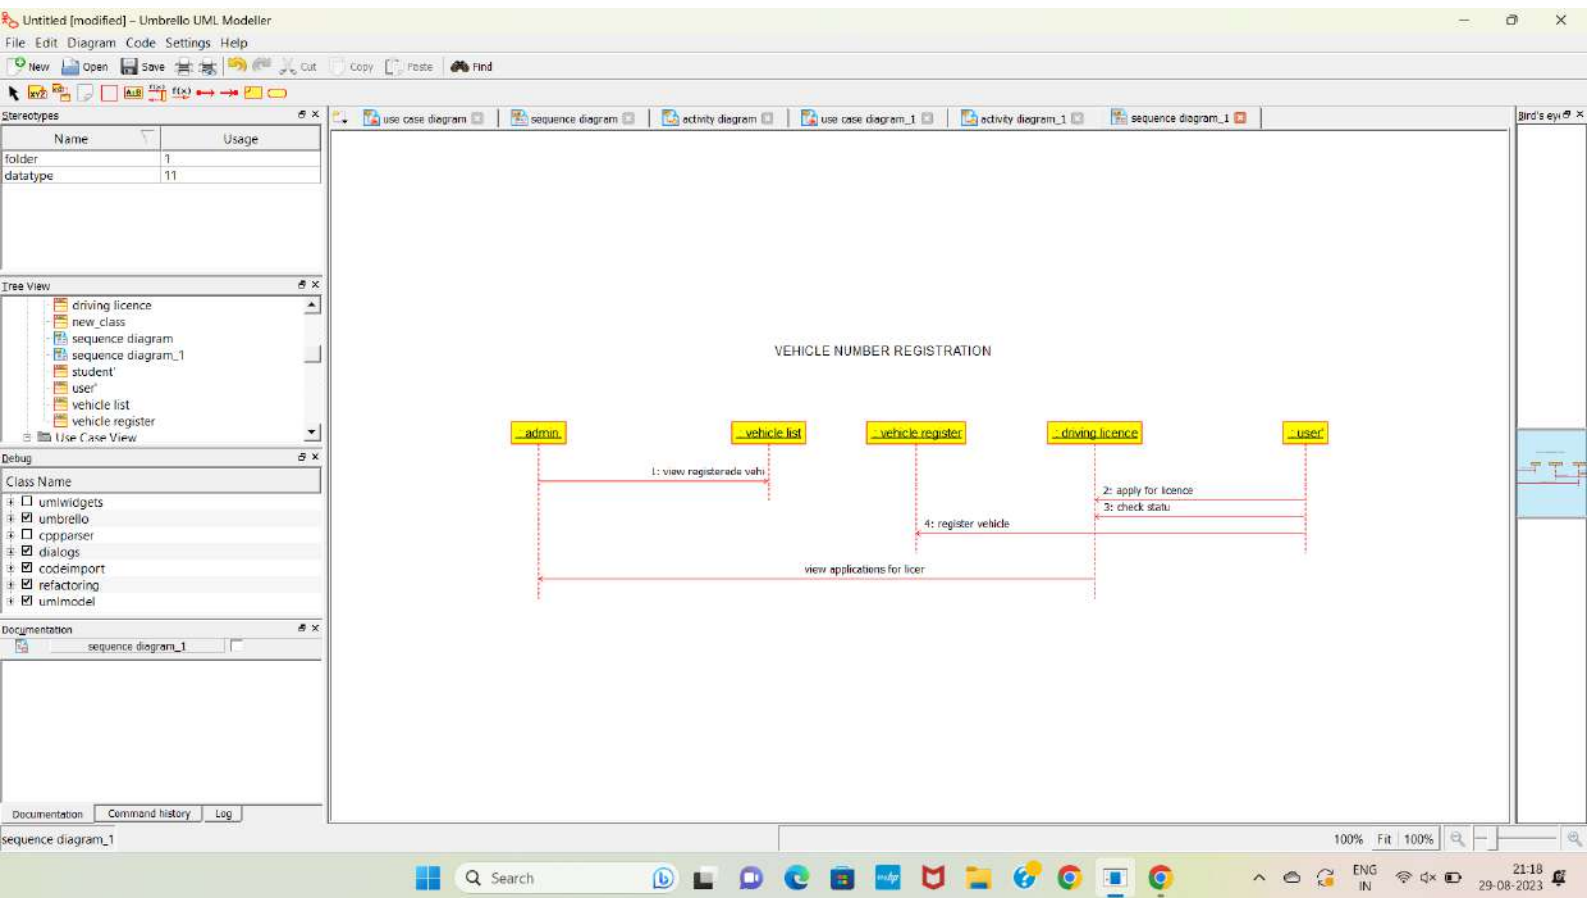 Untitled [modified] – Umbrello UML Modeller
File Edit Diagram Code Settings Help
New Open Save Cut Copy Paste Find
Stereotypes
Name Usage
folder 1
datatype 11
Tree View
driving licence
new_class
sequence diagram
sequence diagram_1
student'
user'
vehicle list
vehicle register
Use Case View
Debug
Class Name
umlwidgets
umbrello
cppparser
dialogs
codeimport
refactoring
umlmodel
Documentation
sequence diagram_1
Documentation Command history Log
sequence diagram_1
use case diagram sequence diagram activity diagram use case diagram_1 activity diagram_1 sequence diagram_1
Bird's eye
VEHICLE NUMBER REGISTRATION
: admin : vehicle list : vehicle register : driving licence : user'
1: view registerede vehi
2: apply for licence
3: check statu
4: register vehicle
view applications for licer
100% Fit 100%
Search
ENG
IN
21:18
29-08-2023